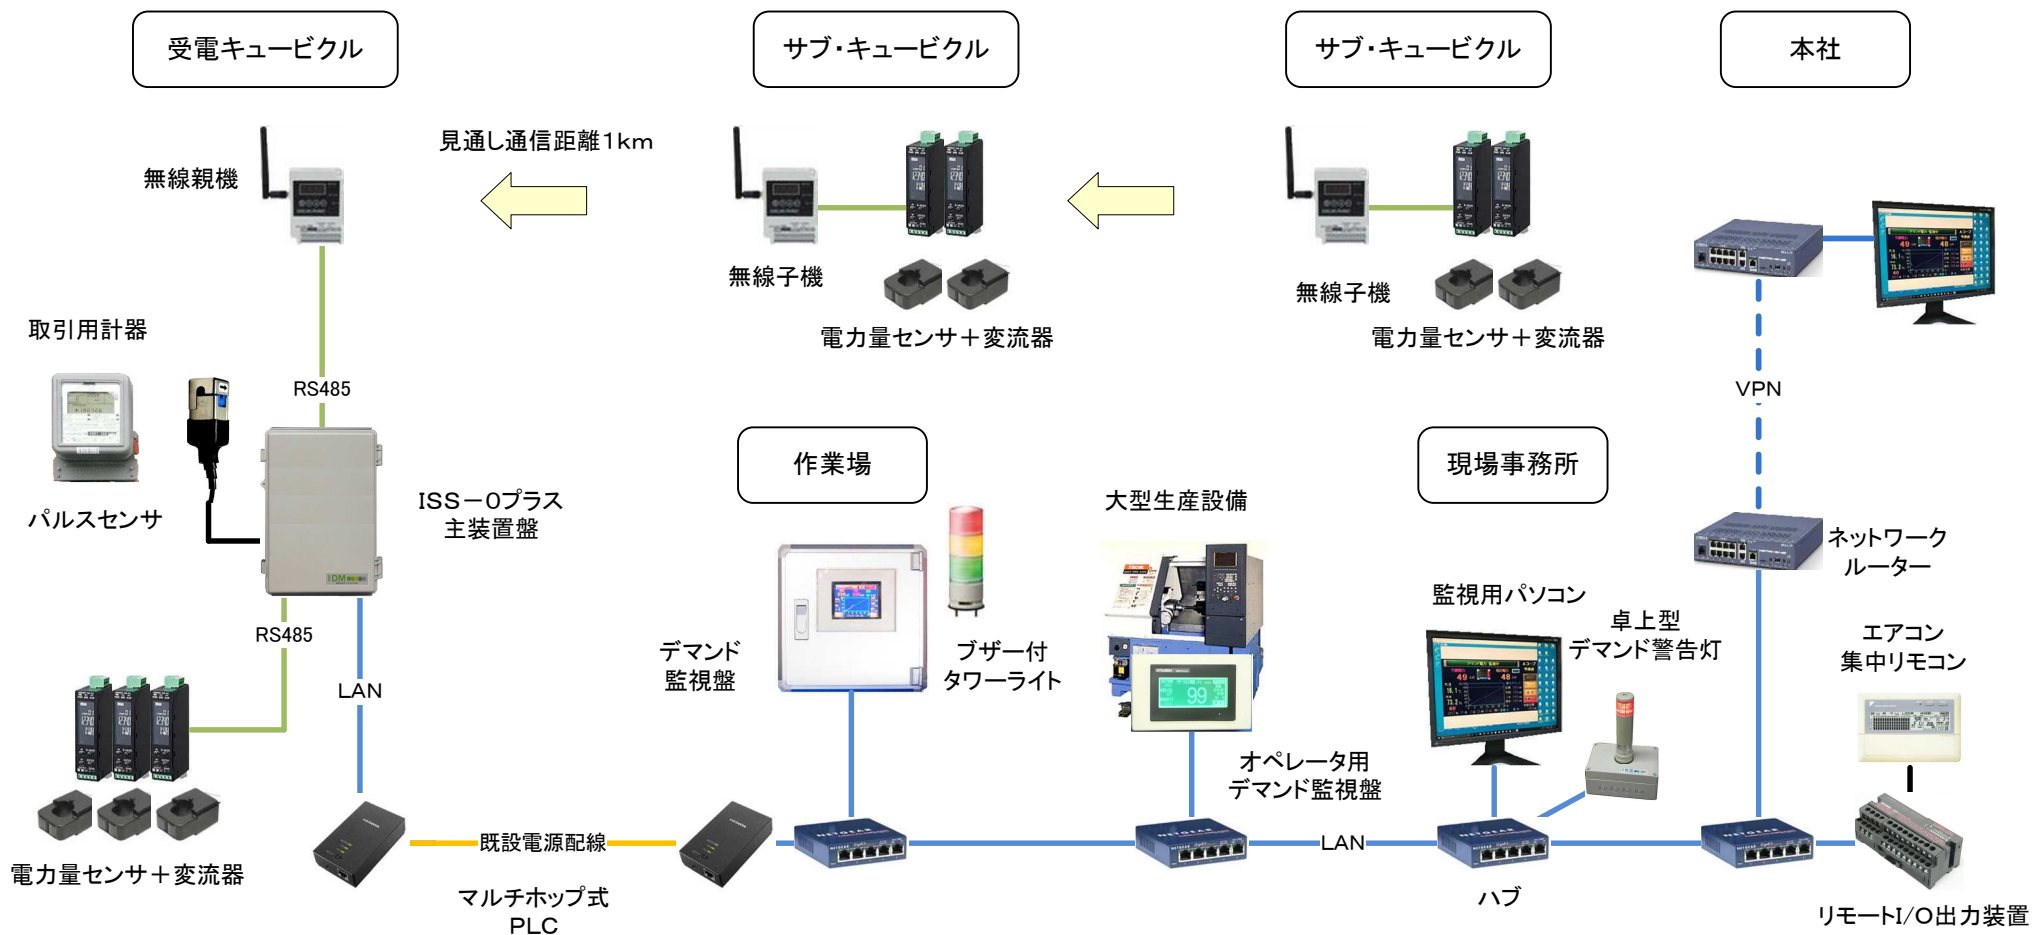 受電キュービクル
サブ・キュービクル
サブ・キュービクル
本社
見通し通信距離1km
無線親機
無線子機
無線子機
電力量センサ＋変流器
電力量センサ＋変流器
取引用計器
RS485
VPN
パルスセンサ
ISS－0プラス
主装置盤
IDM
作業場
現場事務所
大型生産設備
ネットワーク
ルーター
監視用パソコン
卓上型
デマンド警告灯
エアコン
集中リモコン
RS485
デマンド
監視盤
ブザー付
タワーライト
LAN
99
オペレータ用
デマンド監視盤
既設電源配線
NETGEAR
NETGEAR
LAN
NETGEAR
NETGEAR
電力量センサ＋変流器
マルチホップ式
PLC
ハブ
リモートI/O出力装置